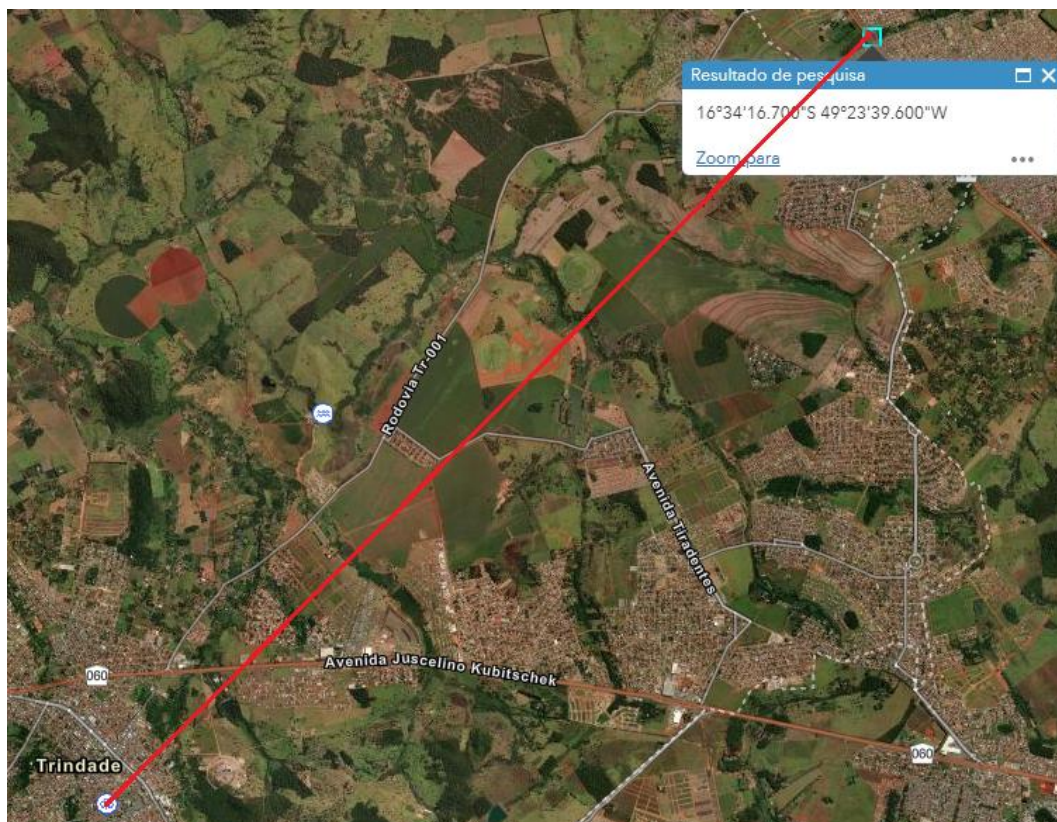 Resultado de pesquisa
16°34'16.700"S 49°23'39.600"W
Zoom para
Rodovia Tr-001
Avenida Tiradentes
Avenida Juscelino Kubitschek
060
060
Trindade